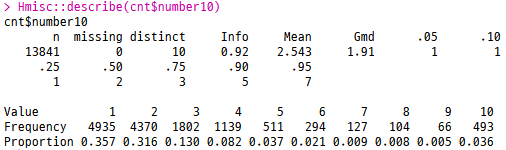 > Hmisc::describe(cnt$number10)
cnt$number10
n missing distinct Info Mean Gmd .05 .10
13841 0 10 0.92 2.543 1.91 1 1
.25 .50 .75 .90 .95
1 2 3 5 7
Value 1 2 3 4 5 6 7 8 9 10
Frequency 4935 4370 1802 1139 511 294 127 104 66 493
Proportion 0.357 0.316 0.130 0.082 0.037 0.021 0.009 0.008 0.005 0.036